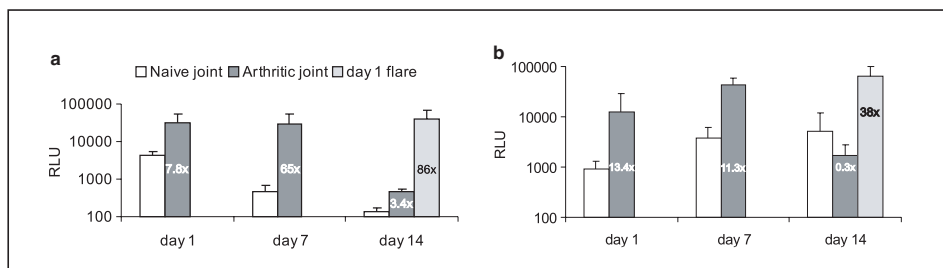 a
Naive joint Arthritic joint day 1 flare
RLU
100000
10000
1000
100
7.8x
65x
3.4x
86x
day 1 day 7 day 14
b
RLU
100000
10000
1000
100
13.4x
11.3x
0.3x
38x
day 1 day 7 day 14